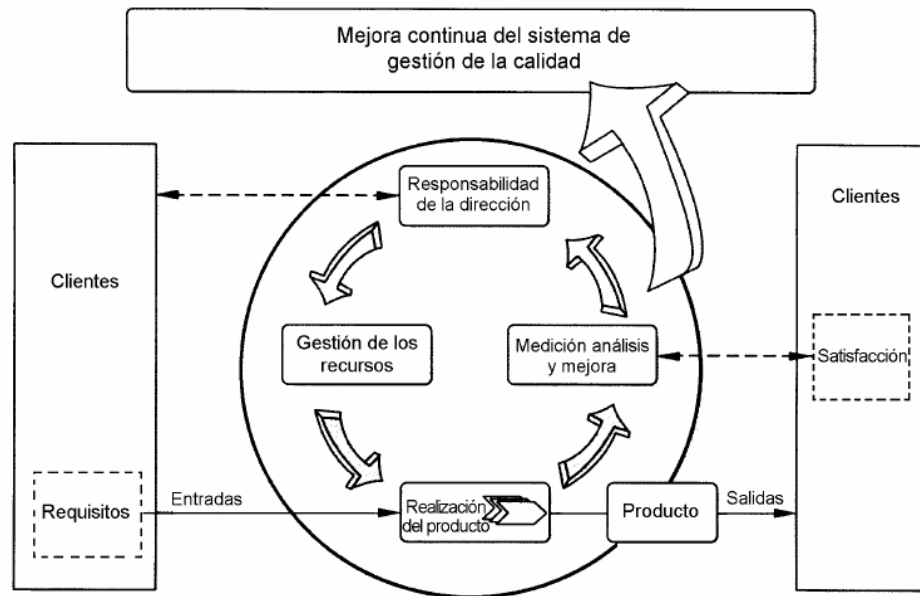 Mejora continua del sistema de
gestión de la calidad
Responsabilidad
de la dirección
Clientes
Clientes
Gestión de los
recursos
Medición análisis
y mejora
Satisfacción
Requisitos
Entradas
Realización
del producto
Producto
Salidas